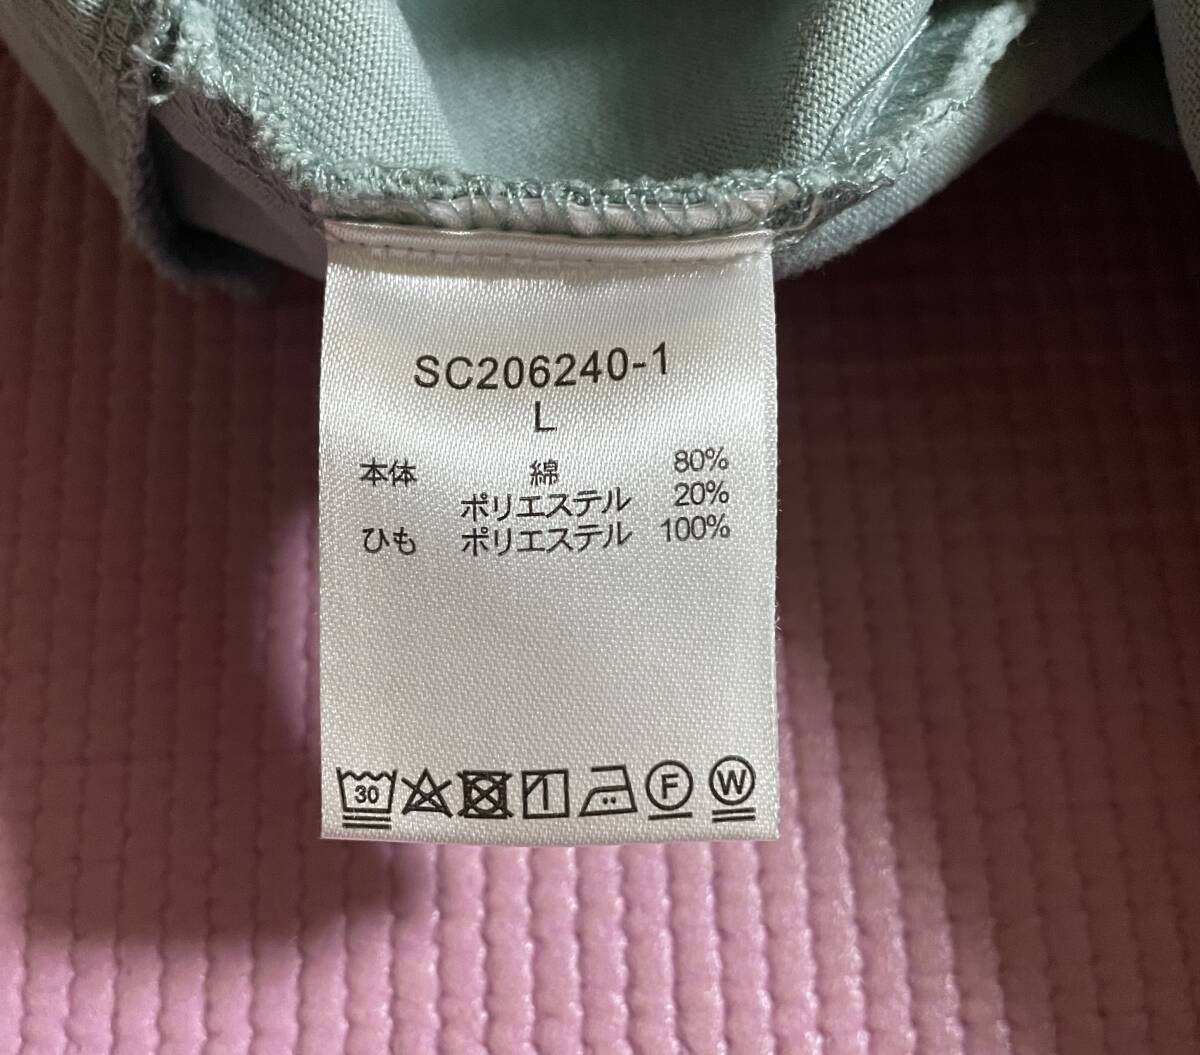 SC206240-1
L
本体 綿 80%
ポリエステル 20%
ひも ポリエステル 100%
30 F W